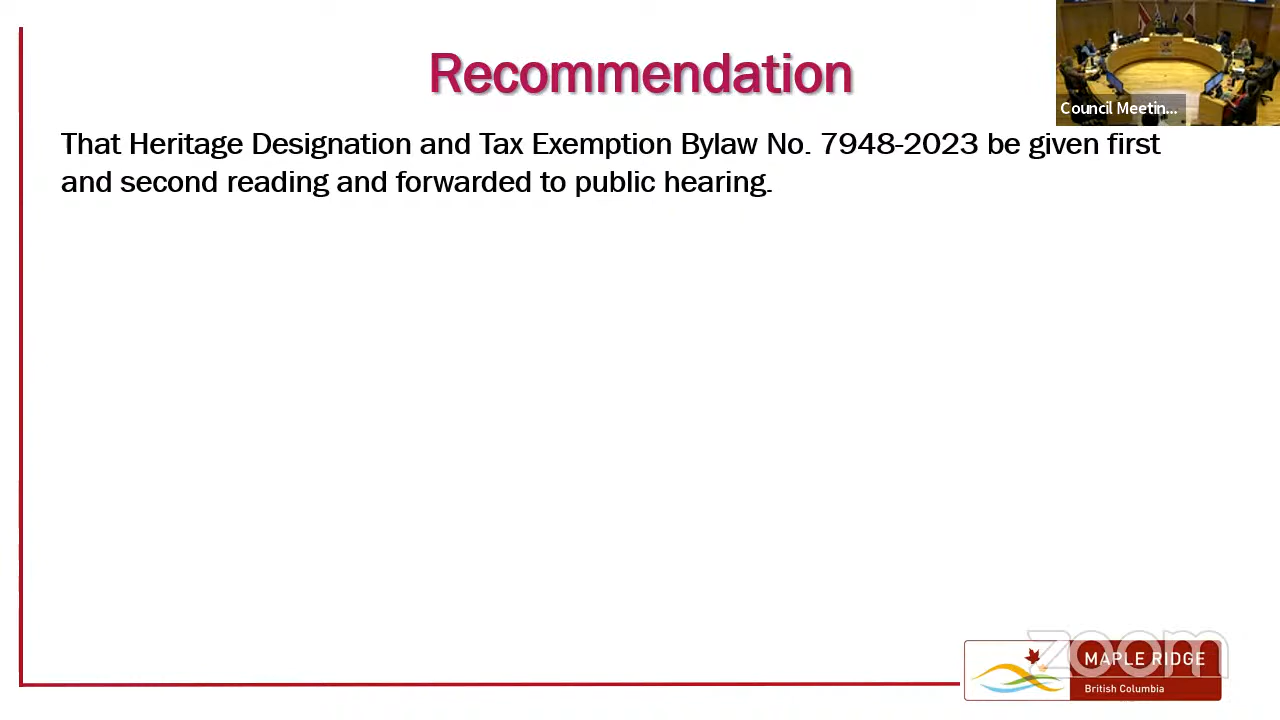 Recommendation
Council Meetin...
That Heritage Designation and Tax Exemption Bylaw No. 7948-2023 be given first
and second reading and forwarded to public hearing.
zoom
MAPLE RIDGE
British Columbia